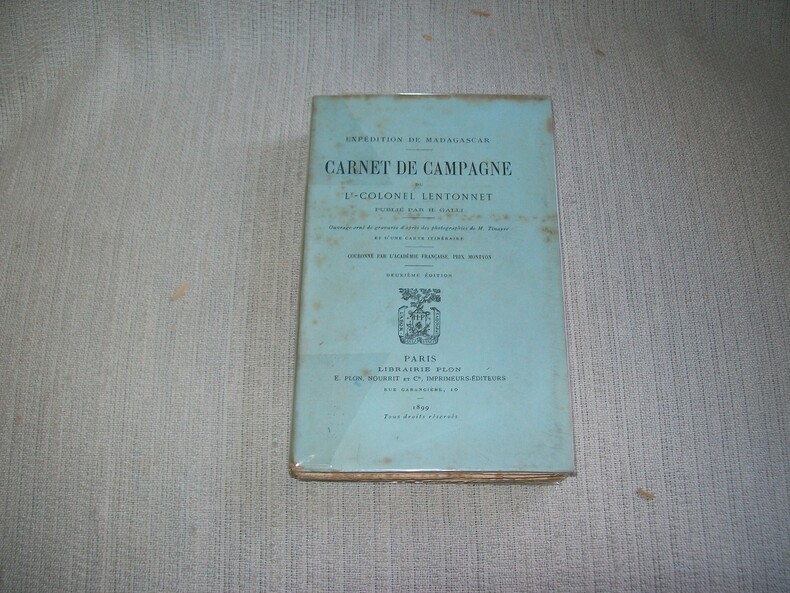 EXPÉDITION DE MADAGASCAR
CARNET DE CAMPAGNE
DU
Lt-COLONEL LENTONNET
PUBLIÉ PAR H. GALLI
Ouvrage orné de gravures d'après des photographies de M.
ET D'UNE CARTE ITINÉRAIRE
COURONNÉ PAR L'ACADÉMIE FRANÇAISE, PRIX MONTYON
DEUXIÈME ÉDITION
PARIS
LIBRAIRIE PLON
E. PLON, NOURRIT ET Cie, IMPRIMEURS-ÉDITEURS
RUE GARANCIÈRE, 10
1899
Tous droits réservés